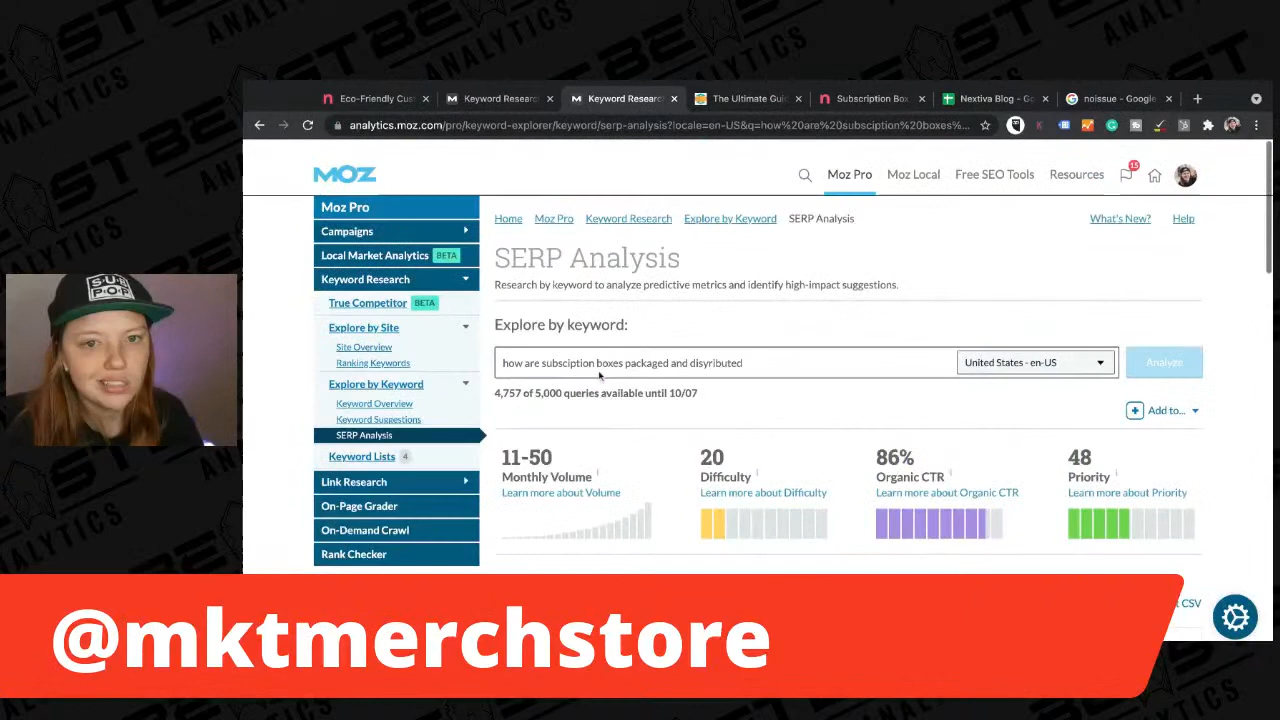 Eco-Friendly Cus
Keyword Researc
Keyword Research
The Ultimate Guid
Subscription Box
Nextiva Blog - Go
noissue - Google
analytics.moz.com/pro/keyword-explorer/keyword/serp-analysis?locale=en-US&q=how%20are%20subsciption%20boxes%...
MOZ
Moz Pro
Moz Local
Free SEO Tools
Resources
15
Moz Pro
Campaigns
Local Market Analytics BETA
Keyword Research
True Competitor BETA
Explore by Site
Site Overview
Ranking Keywords
Explore by Keyword
Keyword Overview
Keyword Suggestions
SERP Analysis
Keyword Lists 4
Link Research
On-Page Grader
On-Demand Crawl
Rank Checker
Home Moz Pro Keyword Research Explore by Keyword SERP Analysis
What's New? Help
SERP Analysis
Research by keyword to analyze predictive metrics and identify high-impact suggestions.
Explore by keyword:
how are subsciption boxes packaged and disyributed
United States - en-US
Analyze
4,757 of 5,000 queries available until 10/07
Add to...
11-50
Monthly Volume
Learn more about Volume
20
Difficulty
Learn more about Difficulty
86%
Organic CTR
Learn more about Organic CTR
48
Priority
Learn more about Priority
CSV
SUB
POP
@mktmerchstore
ANALYTICS